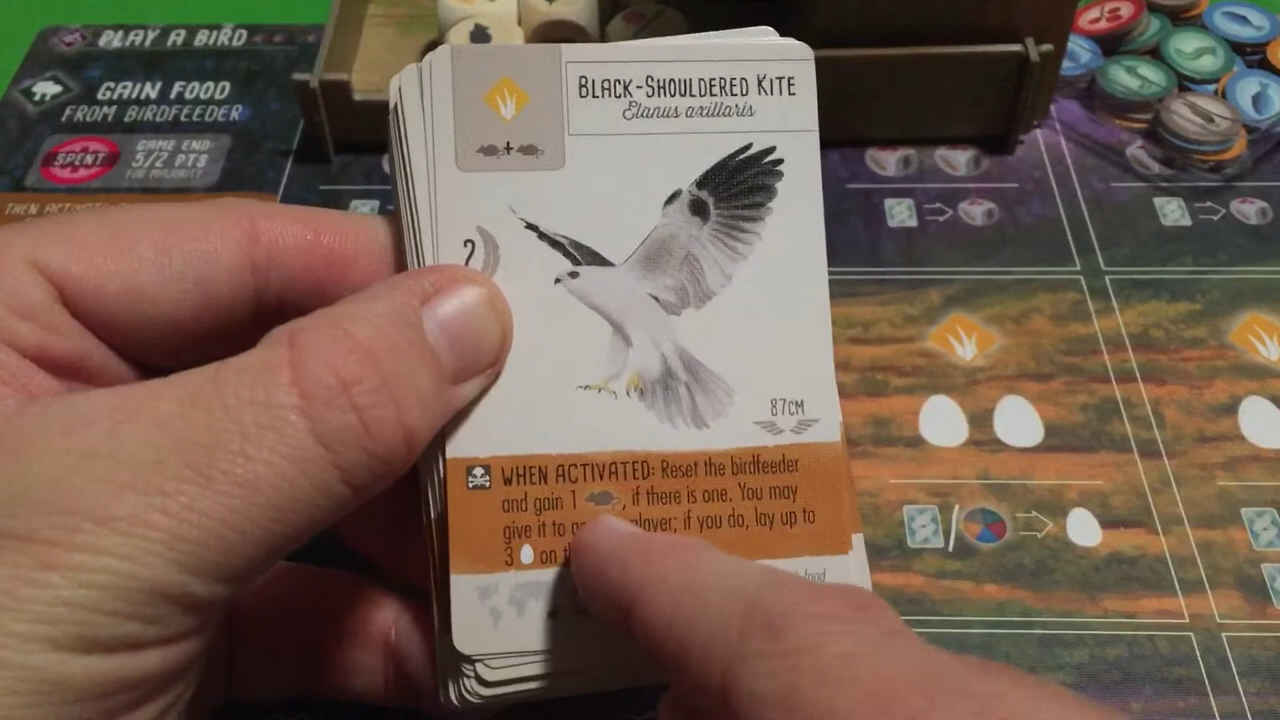 PLAY A BIRD
GAIN FOOD
FROM BIRDFEEDER
SPENT
GAME END:
5/2 PTS
FOR MAJORITY
THEN
BLACK-SHOULDERED KITE
Elanus axillaris
+
2
87CM
WHEN ACTIVATED: Reset the birdfeeder
and gain 1 , if there is one. You may
give it to player; if you do, lay up to
3 on
food
/